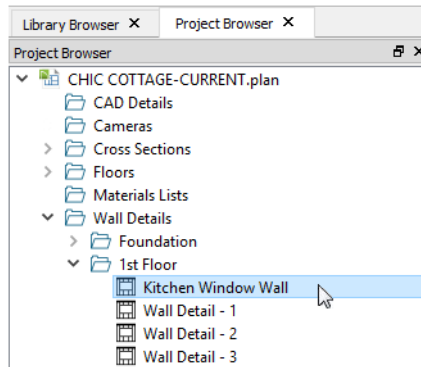 Library Browser × Project Browser ×
Project Browser
CHIC COTTAGE-CURRENT.plan
CAD Details
Cameras
Cross Sections
Floors
Materials Lists
Wall Details
Foundation
1st Floor
Kitchen Window Wall
Wall Detail - 1
Wall Detail - 2
Wall Detail - 3